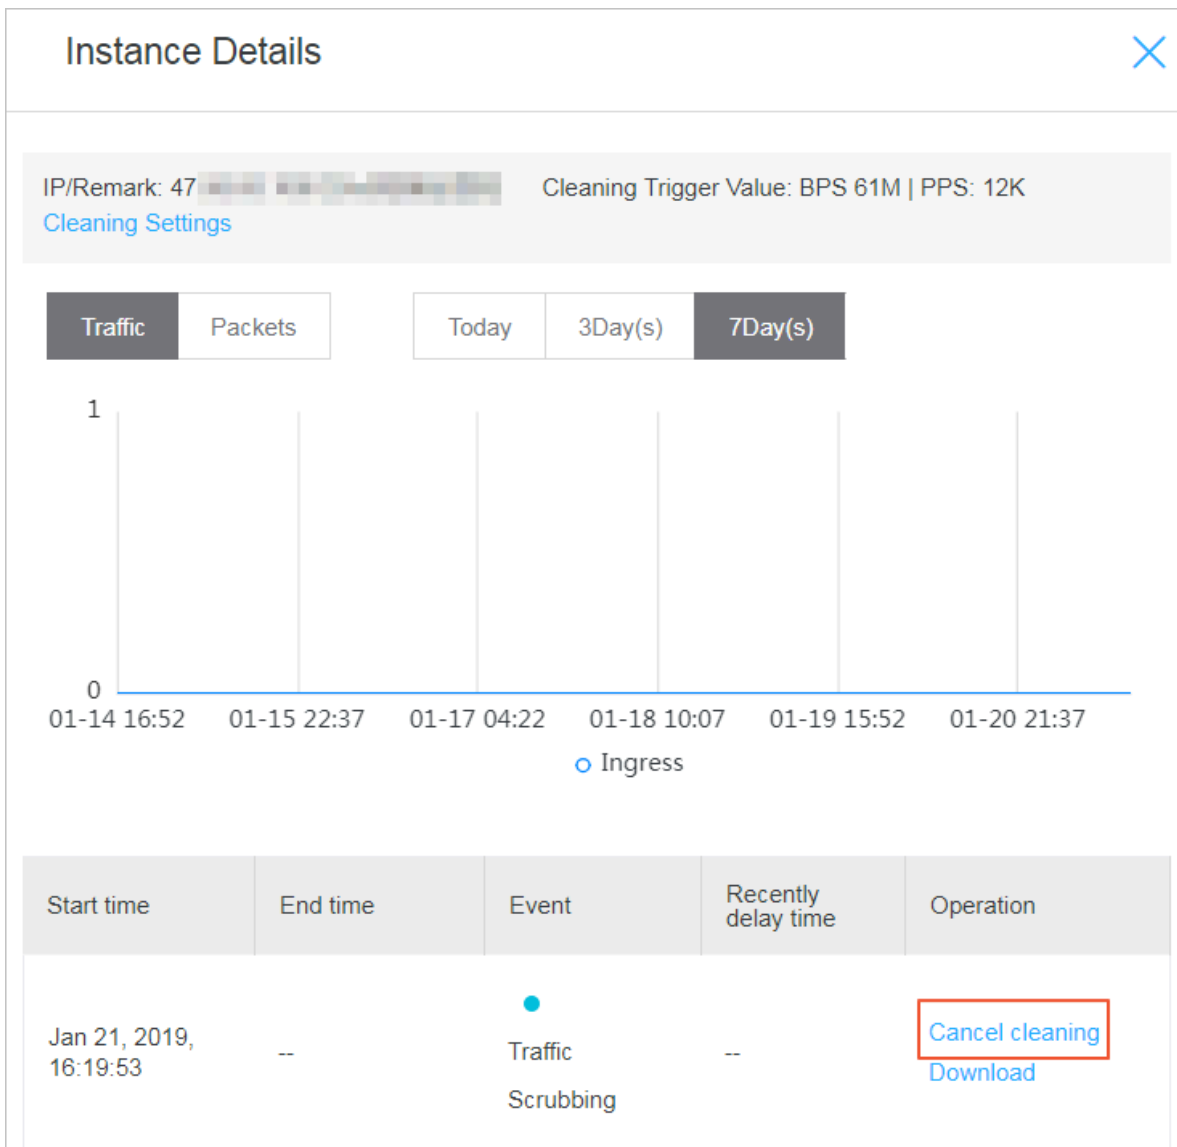 Instance Details
IP/Remark: 47 Cleaning Trigger Value: BPS 61M | PPS: 12K
Cleaning Settings
Traffic Packets Today 3Day(s) 7Day(s)
1
0
01-14 16:52 01-15 22:37 01-17 04:22 01-18 10:07 01-19 15:52 01-20 21:37
Ingress
Start time End time Event Recently delay time Operation
Jan 21, 2019,
16:19:53
--
Traffic
Scrubbing
--
Cancel cleaning
Download